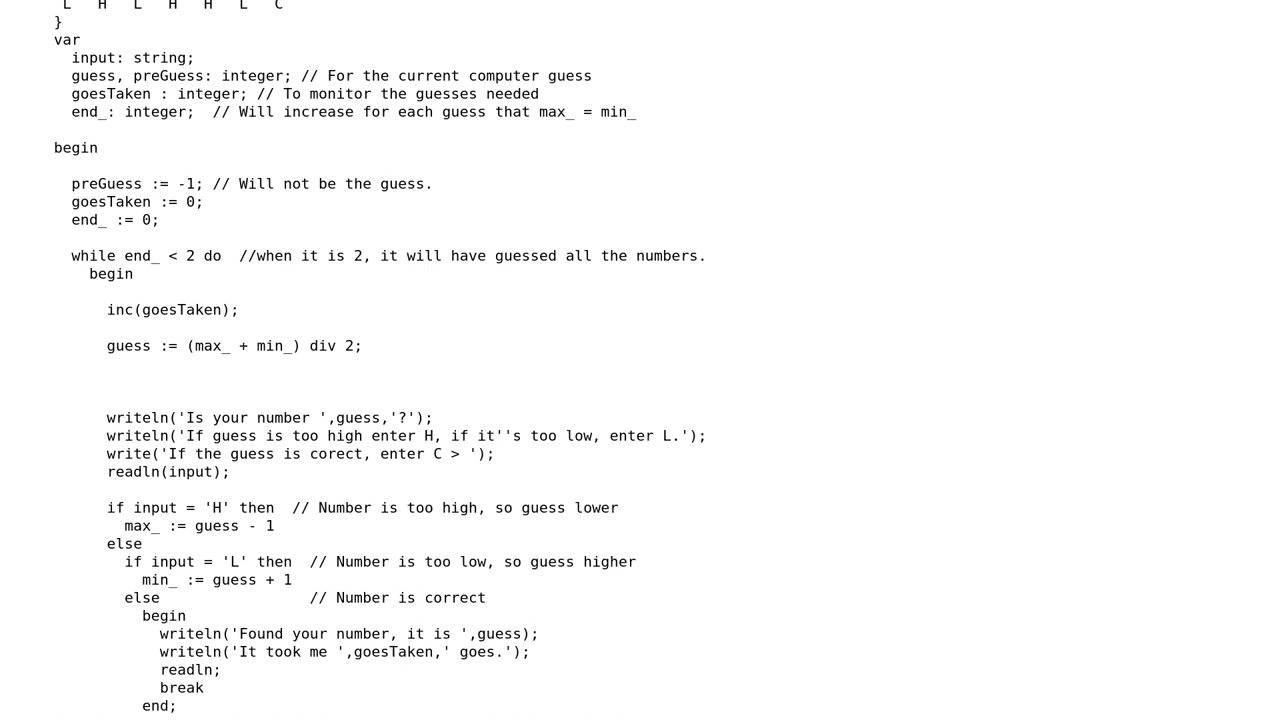 L   H   L   H   H   L   C
}
var
  input: string;
  guess, preGuess: integer; // For the current computer guess
  goesTaken : integer; // To monitor the guesses needed
  end_: integer;  // Will increase for each guess that max_ = min_
begin
  preGuess := -1; // Will not be the guess.
  goesTaken := 0;
  end_ := 0;
  while end_ < 2 do  //when it is 2, it will have guessed all the numbers.
    begin
      inc(goesTaken);
      guess := (max_ + min_) div 2;
      writeln('Is your number ',guess,'?');
      writeln('If guess is too high enter H, if it''s too low, enter L.');
      write('If the guess is corect, enter C > ');
      readln(input);
      if input = 'H' then  // Number is too high, so guess lower
        max_ := guess - 1
      else
        if input = 'L' then  // Number is too low, so guess higher
          min_ := guess + 1
        else                 // Number is correct
          begin
            writeln('Found your number, it is ',guess);
            writeln('It took me ',goesTaken,' goes.');
            readln;
            break
          end;